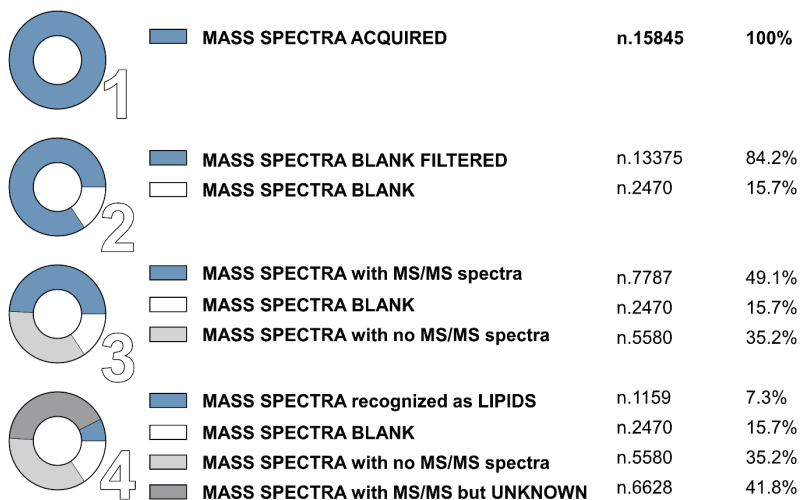 1 MASS SPECTRA ACQUIRED n.15845 100%
2 MASS SPECTRA BLANK FILTERED n.13375 84.2%
MASS SPECTRA BLANK n.2470 15.7%
3 MASS SPECTRA with MS/MS spectra n.7787 49.1%
MASS SPECTRA BLANK n.2470 15.7%
MASS SPECTRA with no MS/MS spectra n.5580 35.2%
4 MASS SPECTRA recognized as LIPIDS n.1159 7.3%
MASS SPECTRA BLANK n.2470 15.7%
MASS SPECTRA with no MS/MS spectra n.5580 35.2%
MASS SPECTRA with MS/MS but UNKNOWN n.6628 41.8%